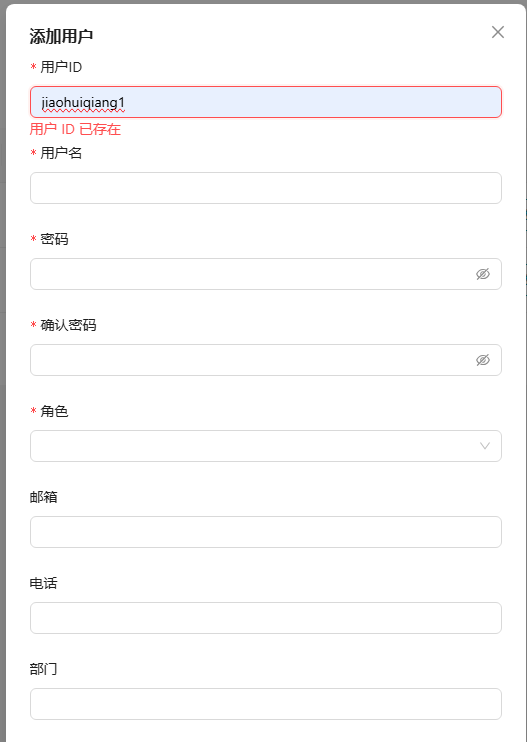 添加用户
* 用户ID
jiaohuiqiang1
用户 ID 已存在
* 用户名
* 密码
* 确认密码
* 角色
邮箱
电话
部门